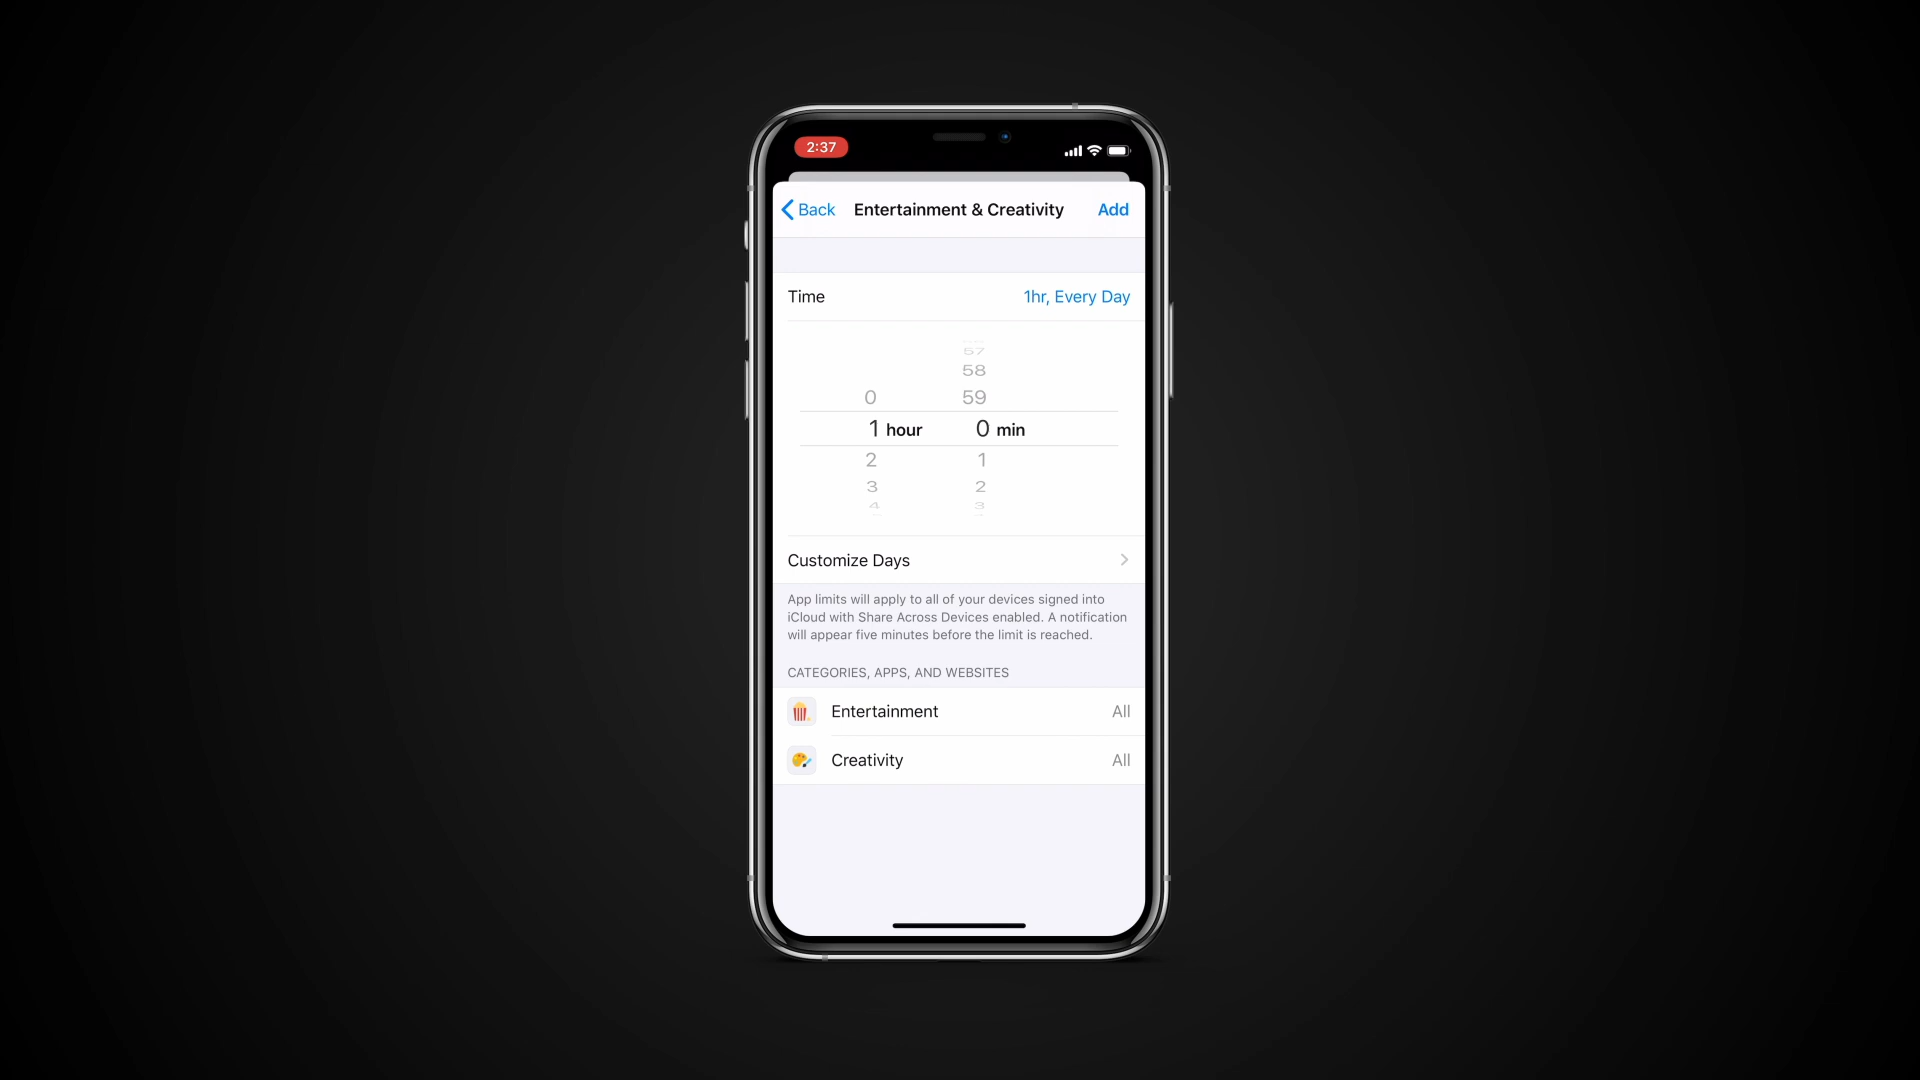 2:37
Back Entertainment & Creativity Add
Time 1hr, Every Day
57
58
0 59
1 hour 0 min
2 1
3 2
4 3
Customize Days
App limits will apply to all of your devices signed into
iCloud with Share Across Devices enabled. A notification
will appear five minutes before the limit is reached.
CATEGORIES, APPS, AND WEBSITES
Entertainment All
Creativity All